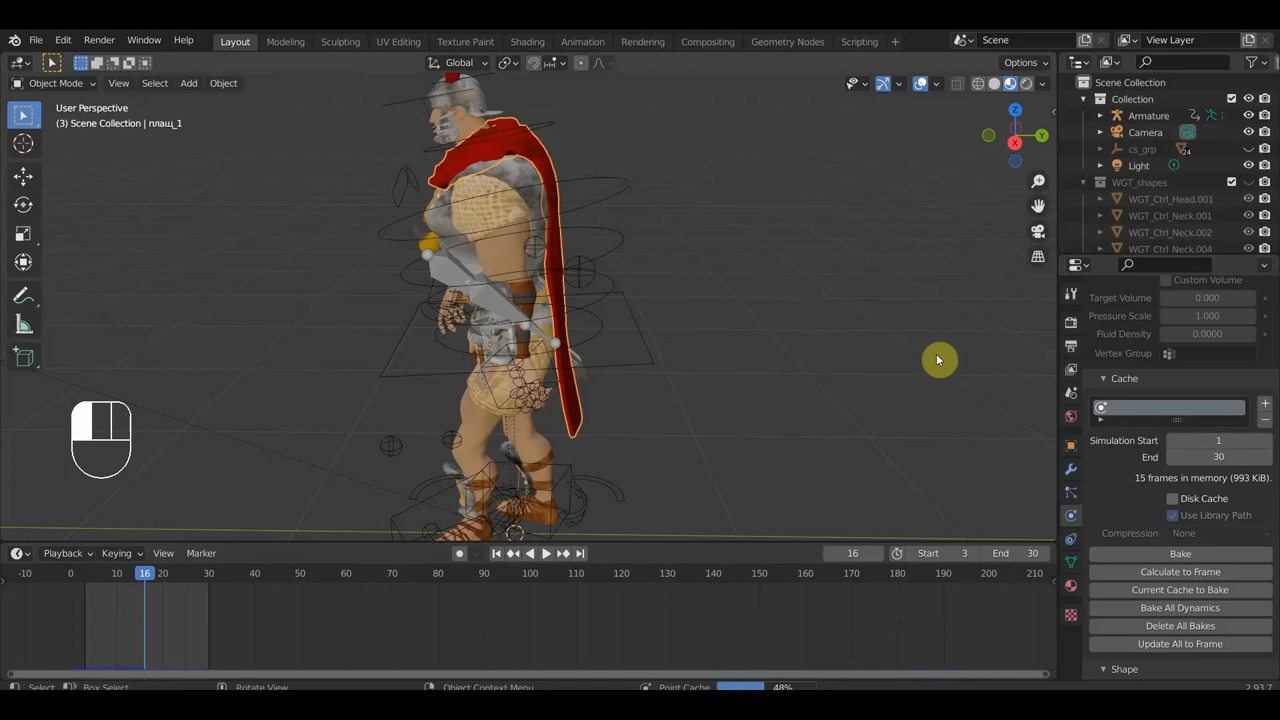 File Edit Render Window Help Layout Modeling Sculpting UV Editing Texture Paint Shading Animation Rendering Compositing Geometry Nodes Scripting + Scene View Layer
Global Options
Object Mode View Select Add Object
User Perspective
(3) Scene Collection | плащ_1
Z
Y
X
Scene Collection
Collection
Armature
Camera
cs_grp 24
Light
WGT_shapes
WGT_Ctrl_Head.001
WGT_Ctrl_Neck.001
WGT_Ctrl_Neck.002
WGT_Ctrl_Neck.004
Custom Volume
Target Volume 0.000
Pressure Scale 1.000
Fluid Density 0.0000
Vertex Group
Cache
Simulation Start 1
End 30
15 frames in memory (993 KiB).
Disk Cache
Use Library Path
Compression None
Bake
Calculate to Frame
Current Cache to Bake
Bake All Dynamics
Delete All Bakes
Update All to Frame
Shape
Playback Keying View Marker 16 Start 3 End 30
-10 0 10 16 20 30 40 50 60 70 80 90 100 110 120 130 140 150 160 170 180 190 200 210
Select Box Select Rotate View Object Context Menu Point Cache 48% 2.93.7